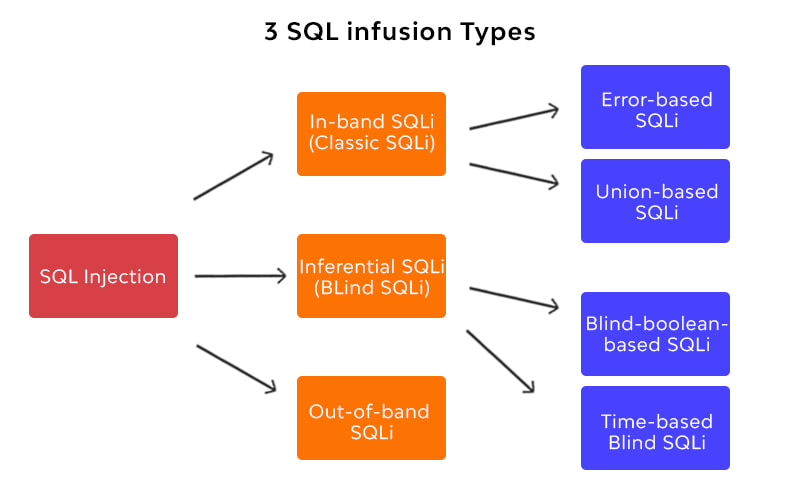 3 SQL infusion Types
Error-based
SQLi
In-band SQLi
(Classic SQLi)
Union-based
SQLi
SQL Injection
Inferential SQLi
(BLind SQLi)
Blind-boolean-
based SQLi
Out-of-band
SQLi
Time-based
Blind SQLi